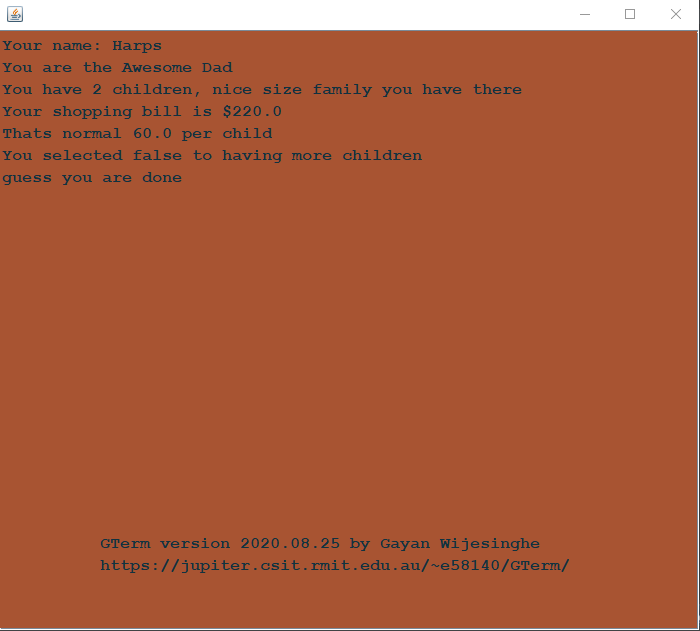 Your name: Harps
You are the Awesome Dad
You have 2 children, nice size family you have there
Your shopping bill is $220.0
Thats normal 60.0 per child
You selected false to having more children
guess you are done
GTerm version 2020.08.25 by Gayan Wijesinghe
https://jupiter.csit.rmit.edu.au/~e58140/GTerm/